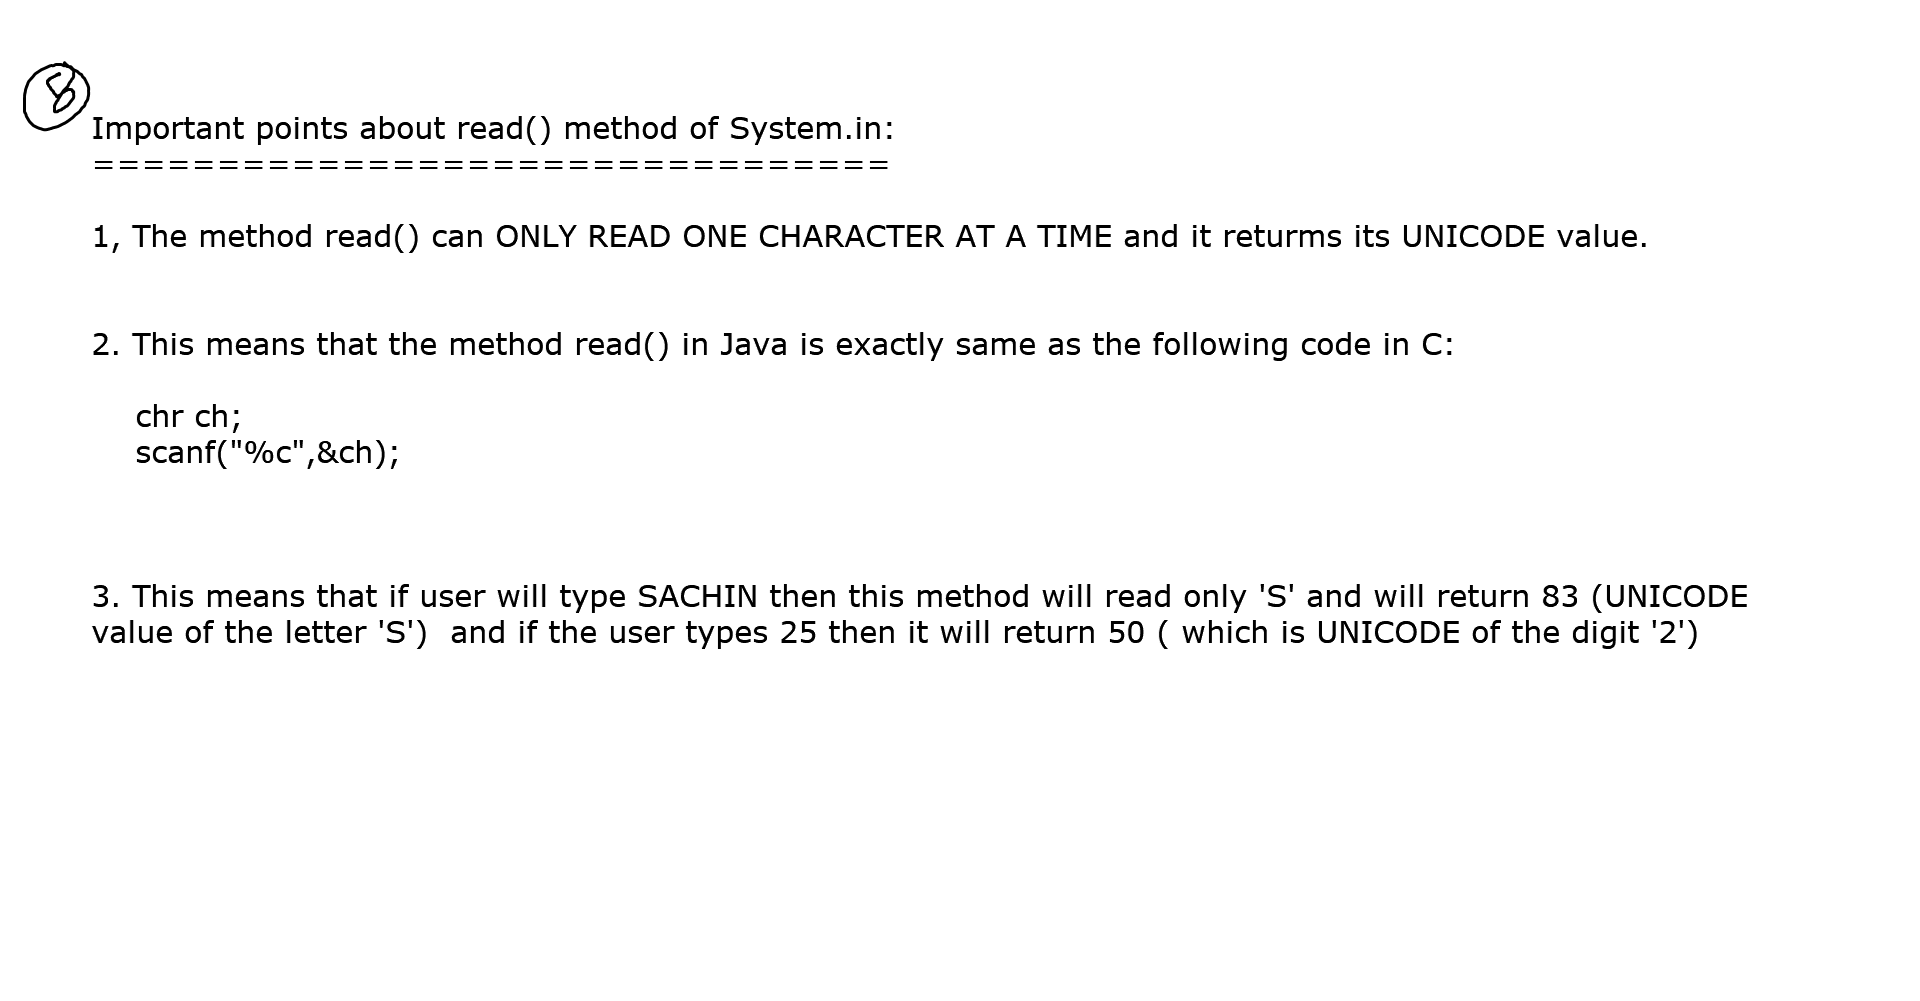 8
Important points about read() method of System.in:
================================
1, The method read() can ONLY READ ONE CHARACTER AT A TIME and it returms its UNICODE value.
2. This means that the method read() in Java is exactly same as the following code in C:
chr ch;
scanf("%c",&ch);
3. This means that if user will type SACHIN then this method will read only 'S' and will return 83 (UNICODE
value of the letter 'S')  and if the user types 25 then it will return 50 ( which is UNICODE of the digit '2')